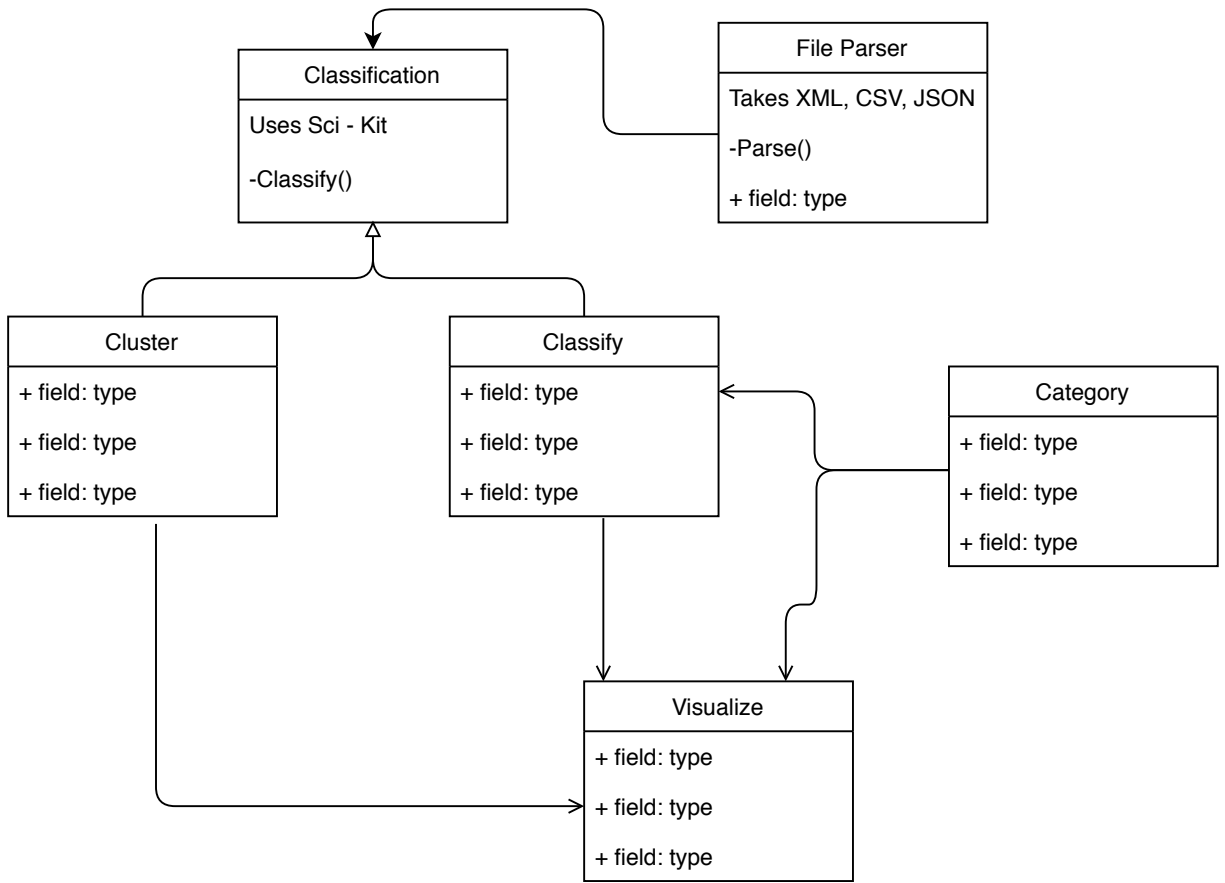 Classification
Uses Sci - Kit
-Classify()
File Parser
Takes XML, CSV, JSON
-Parse()
+ field: type
Cluster
+ field: type
+ field: type
+ field: type
Classify
+ field: type
+ field: type
+ field: type
Category
+ field: type
+ field: type
+ field: type
Visualize
+ field: type
+ field: type
+ field: type